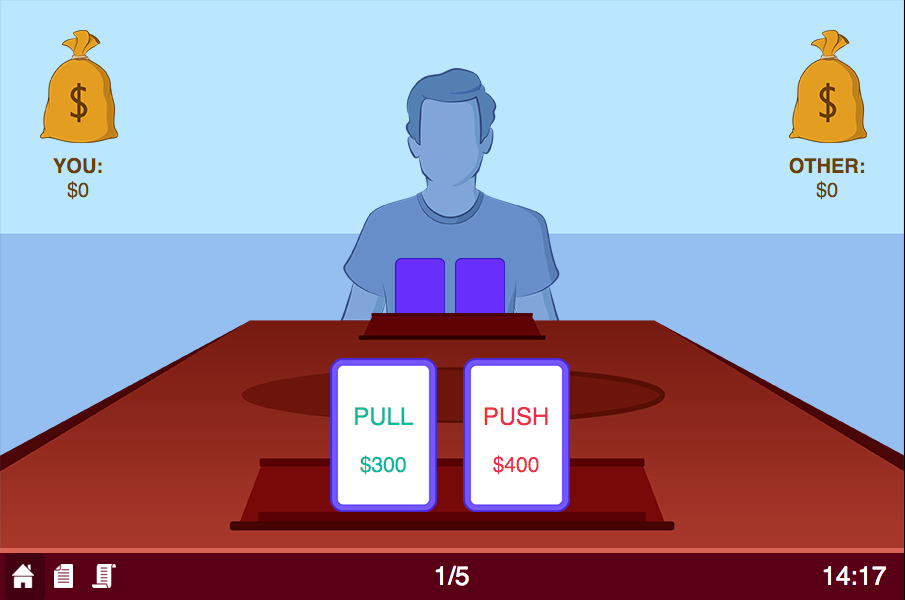 $
$
YOU:
$0
OTHER:
$0
PULL
$300
PUSH
$400
1/5
14:17